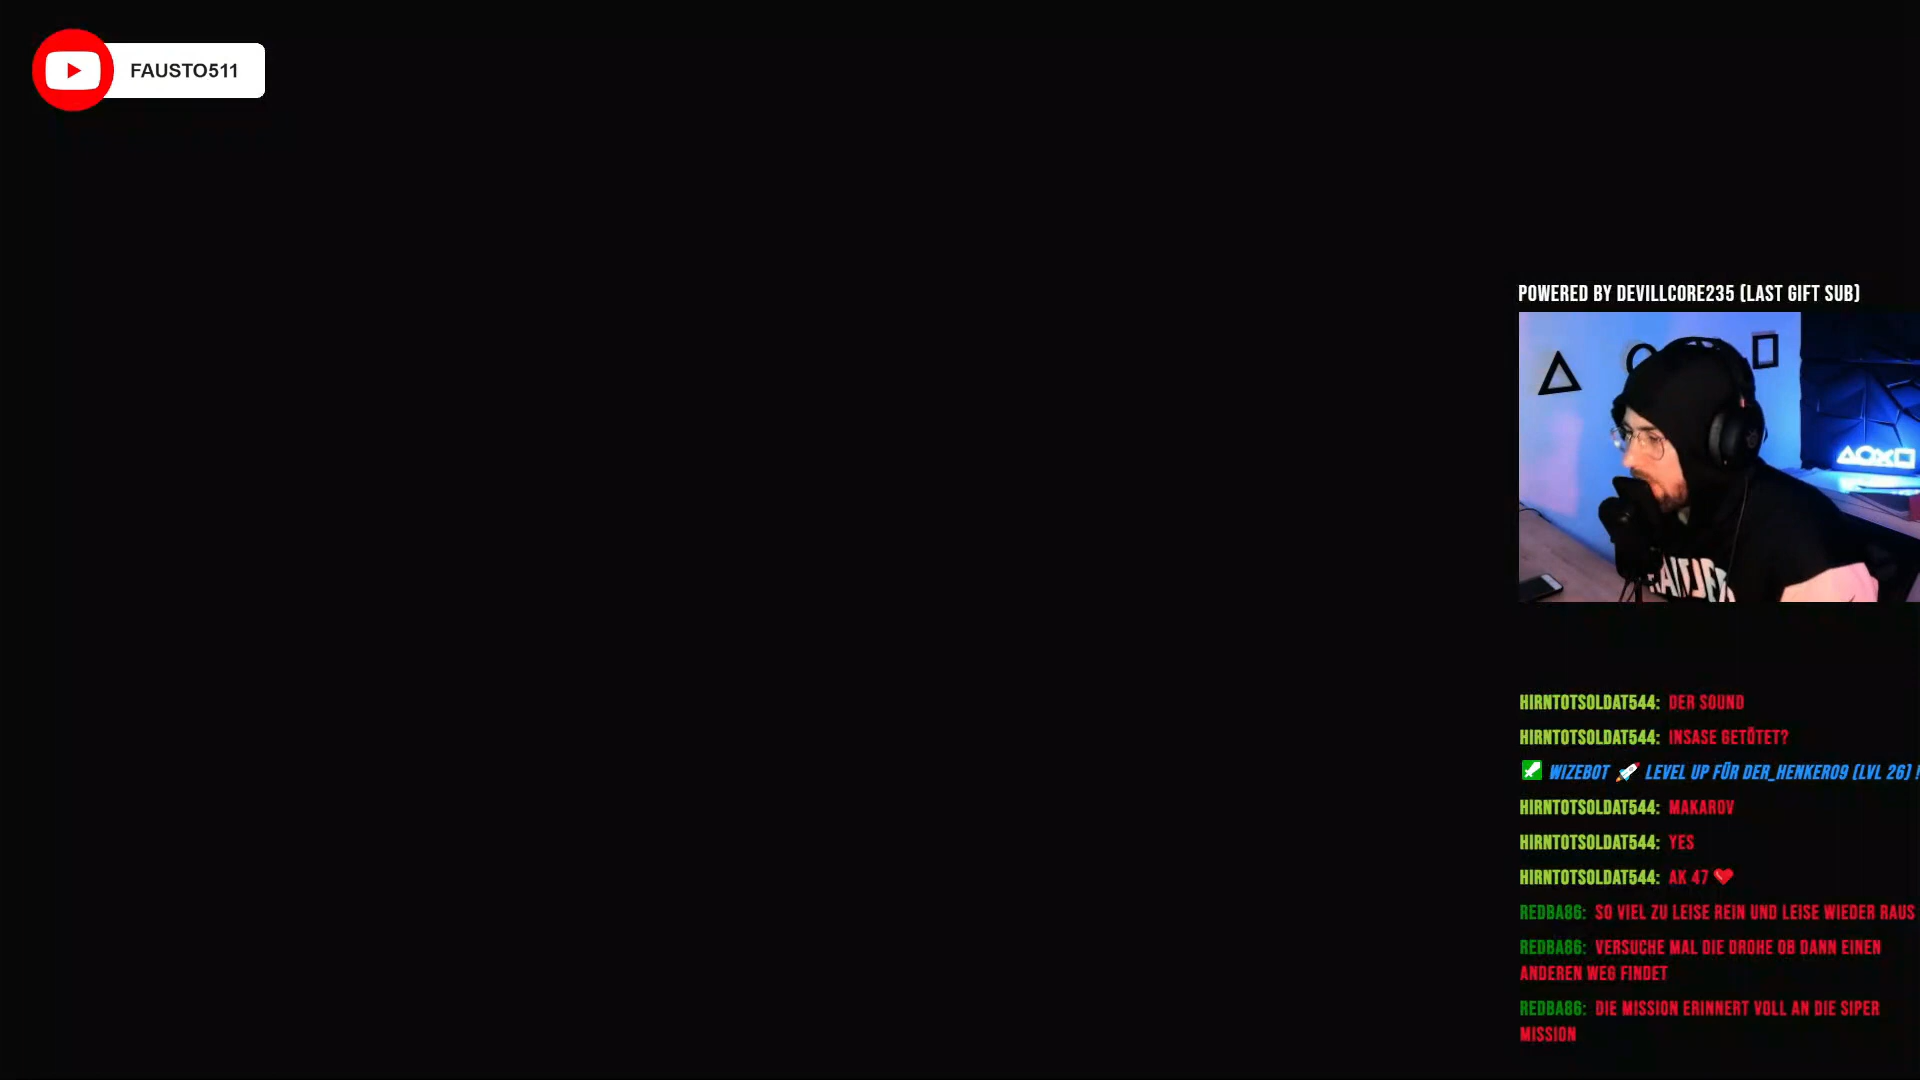 FAUSTO511
POWERED BY DEVILLCORE235 (LAST GIFT SUB)
HIRNTOTSOLDAT544: DER SOUND
HIRNTOTSOLDAT544: INSASE GETÖTET?
WIZEBOT 🚀 LEVEL UP FÜR DER_HENKER09 (LVL 26) !
HIRNTOTSOLDAT544: MAKAROV
HIRNTOTSOLDAT544: YES
HIRNTOTSOLDAT544: AK 47 ❤
REDBA86: SO VIEL ZU LEISE REIN UND LEISE WIEDER RAUS
REDBA86: VERSUCHE MAL DIE DROHE OB DANN EINEN
ANDEREN WEG FINDET
REDBA86: DIE MISSION ERINNERT VOLL AN DIE SIPER
MISSION